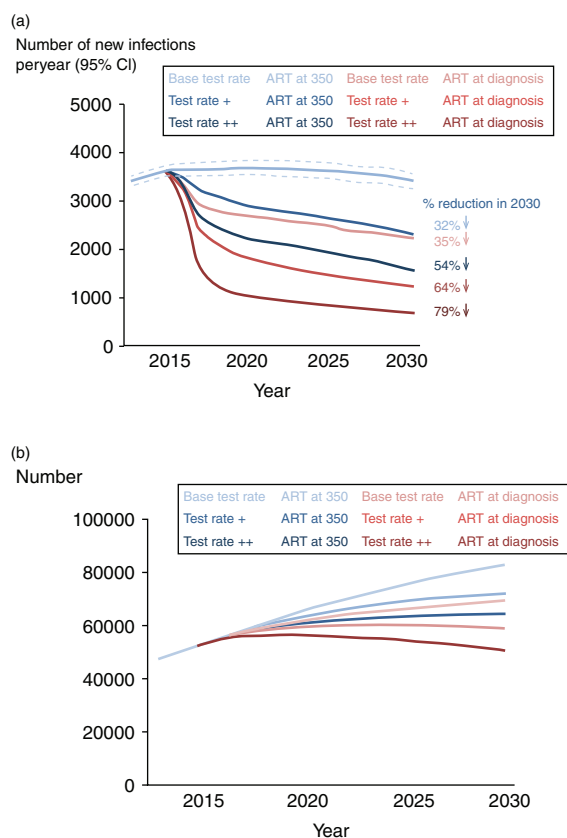 (a)
Number of new infections
peryear (95% CI)
Base test rate ART at 350 Base test rate ART at diagnosis
Test rate + ART at 350 Test rate + ART at diagnosis
Test rate ++ ART at 350 Test rate ++ ART at diagnosis
5000
4000
3000
2000
1000
0
% reduction in 2030
32% ↓
35% ↓
54% ↓
64% ↓
79% ↓
2015 2020 2025 2030
Year
(b)
Number
Base test rate ART at 350 Base test rate ART at diagnosis
Test rate + ART at 350 Test rate + ART at diagnosis
Test rate ++ ART at 350 Test rate ++ ART at diagnosis
100000
80000
60000
40000
20000
0
2015 2020 2025 2030
Year